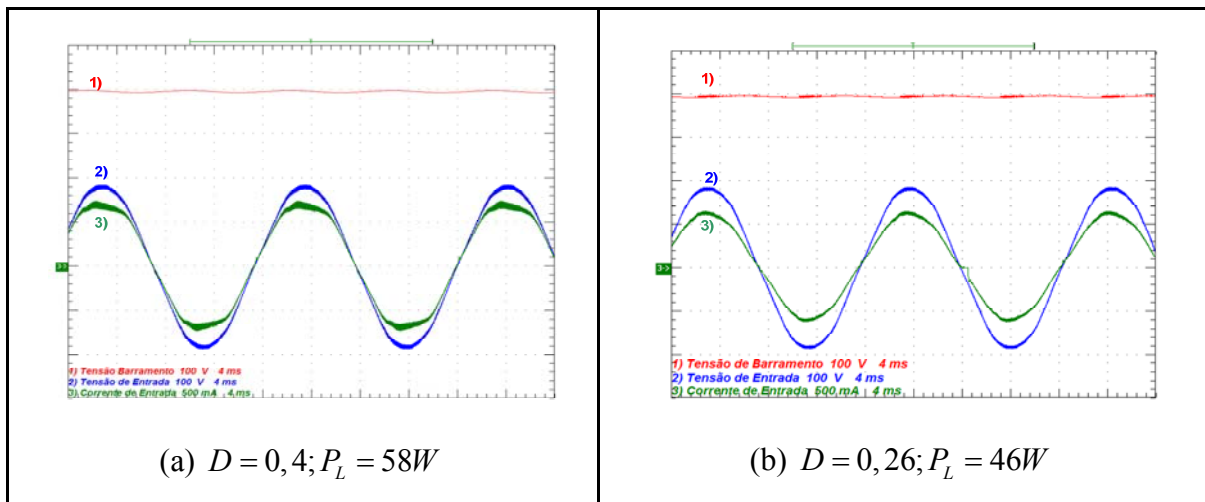 1)
2)
3)
3->
1) Tensão Barramento 100 V 4 ms
2) Tensão de Entrada 100 V 4 ms
3) Corrente de Entrada 500 mA 4 ms
(a) D = 0,4; P_L = 58W
1)
2)
3)
3->
1) Tensão de Barramento 100 V 4 ms
2) Tensão de Entrada 100 V 4 ms
3) Corrente de Entrada 500 mA 4 ms
(b) D = 0,26; P_L = 46W